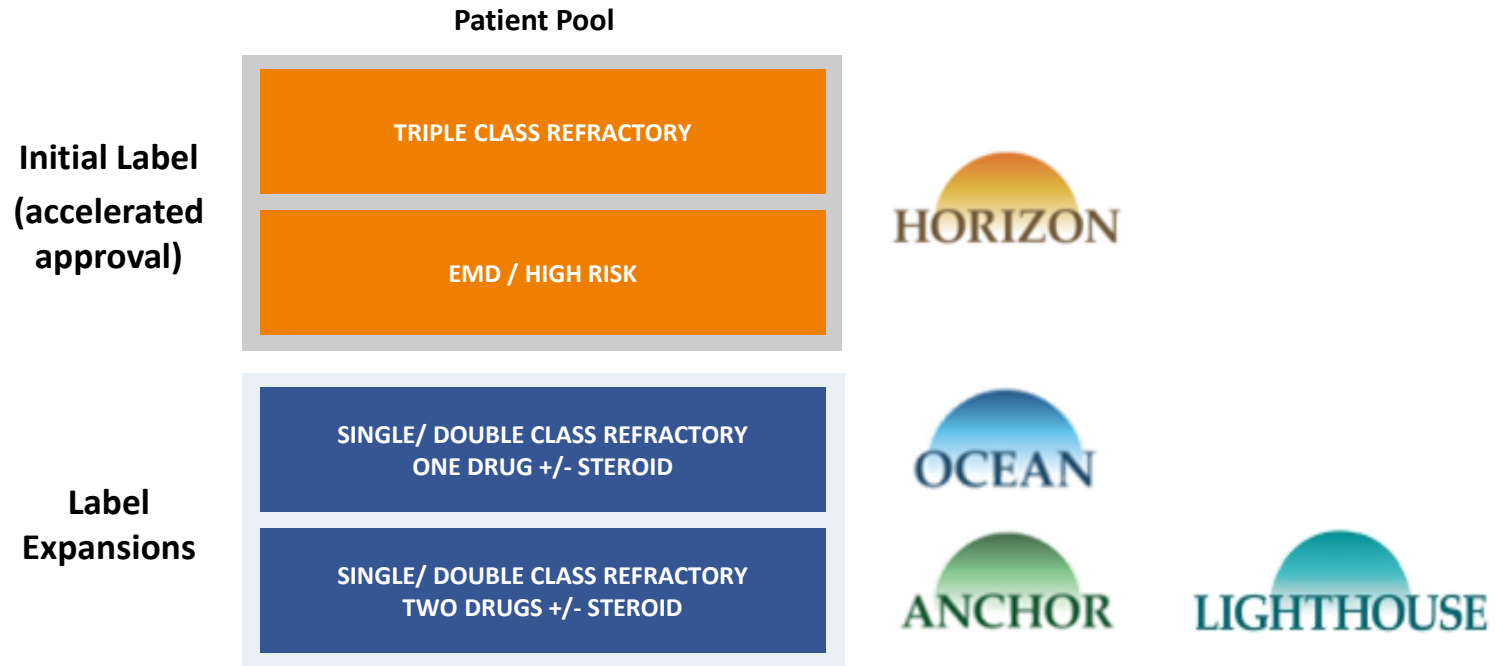 Patient Pool
Initial Label
(accelerated
approval)
TRIPLE CLASS REFRACTORY
EMD / HIGH RISK
HORIZON
Label
Expansions
SINGLE/ DOUBLE CLASS REFRACTORY
ONE DRUG +/- STEROID
OCEAN
SINGLE/ DOUBLE CLASS REFRACTORY
TWO DRUGS +/- STEROID
ANCHOR
LIGHTHOUSE